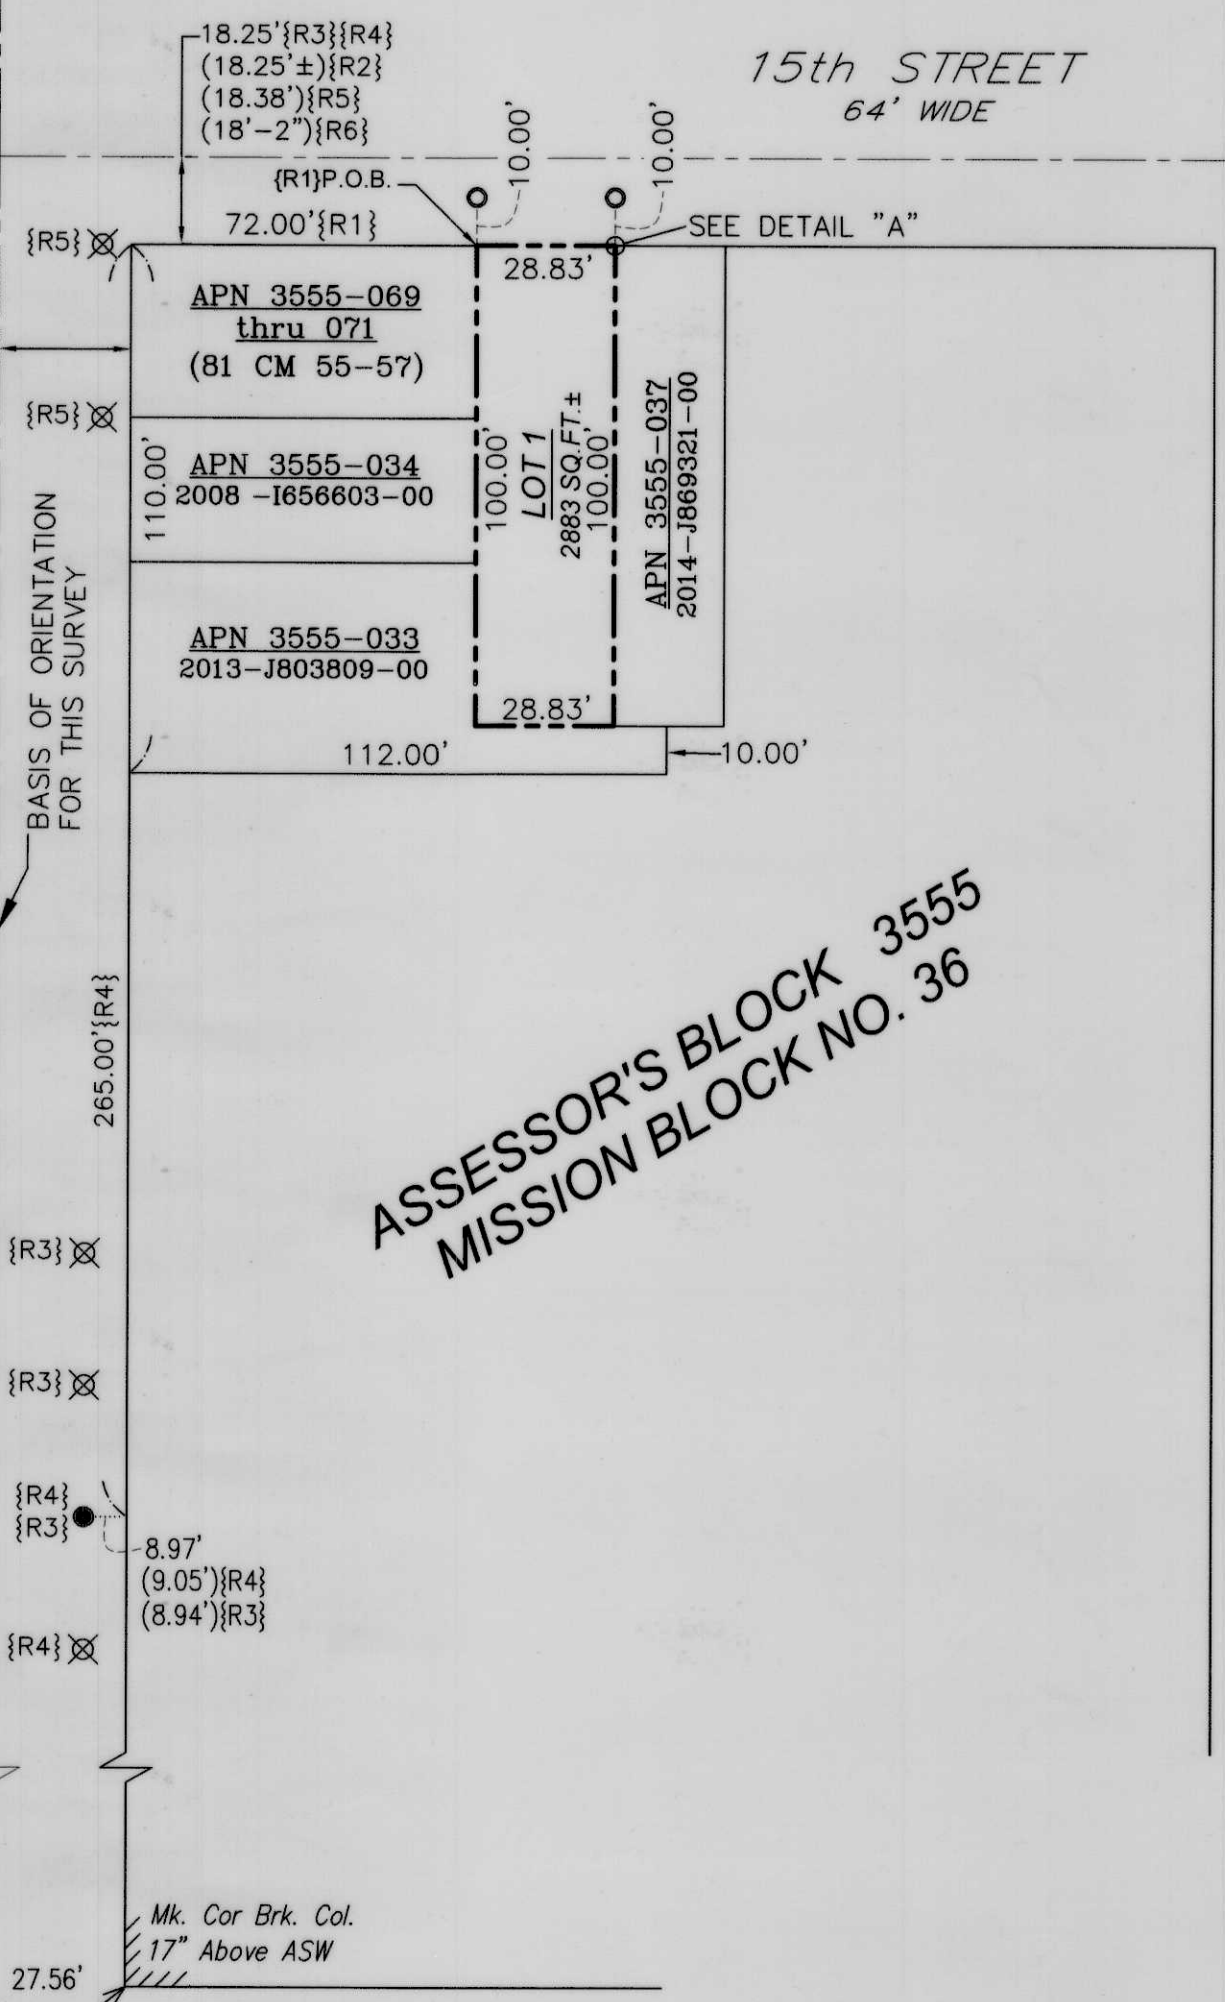 18.25'{R3}{R4}
(18.25'±){R2}
(18.38'){R5}
(18'-2"){R6}
15th STREET
64' WIDE
10.00'
10.00'
{R1}P.O.B.
72.00'{R1}
SEE DETAIL "A"
{R5}
28.83'
APN 3555-069
thru 071
(81 CM 55-57)
{R5}
110.00'
APN 3555-034
2008 -I656603-00
100.00'
LOT 1
2883 SQ.FT.±
100.00'
APN 3555-037
2014-J869321-00
BASIS OF ORIENTATION
FOR THIS SURVEY
APN 3555-033
2013-J803809-00
28.83'
112.00'
10.00'
ASSESSOR'S BLOCK 3555
MISSION BLOCK NO. 36
265.00'{R4}
{R3}
{R3}
{R4}
{R3}
8.97'
(9.05'){R4}
(8.94'){R3}
{R4}
Mk. Cor Brk. Col.
17" Above ASW
27.56'